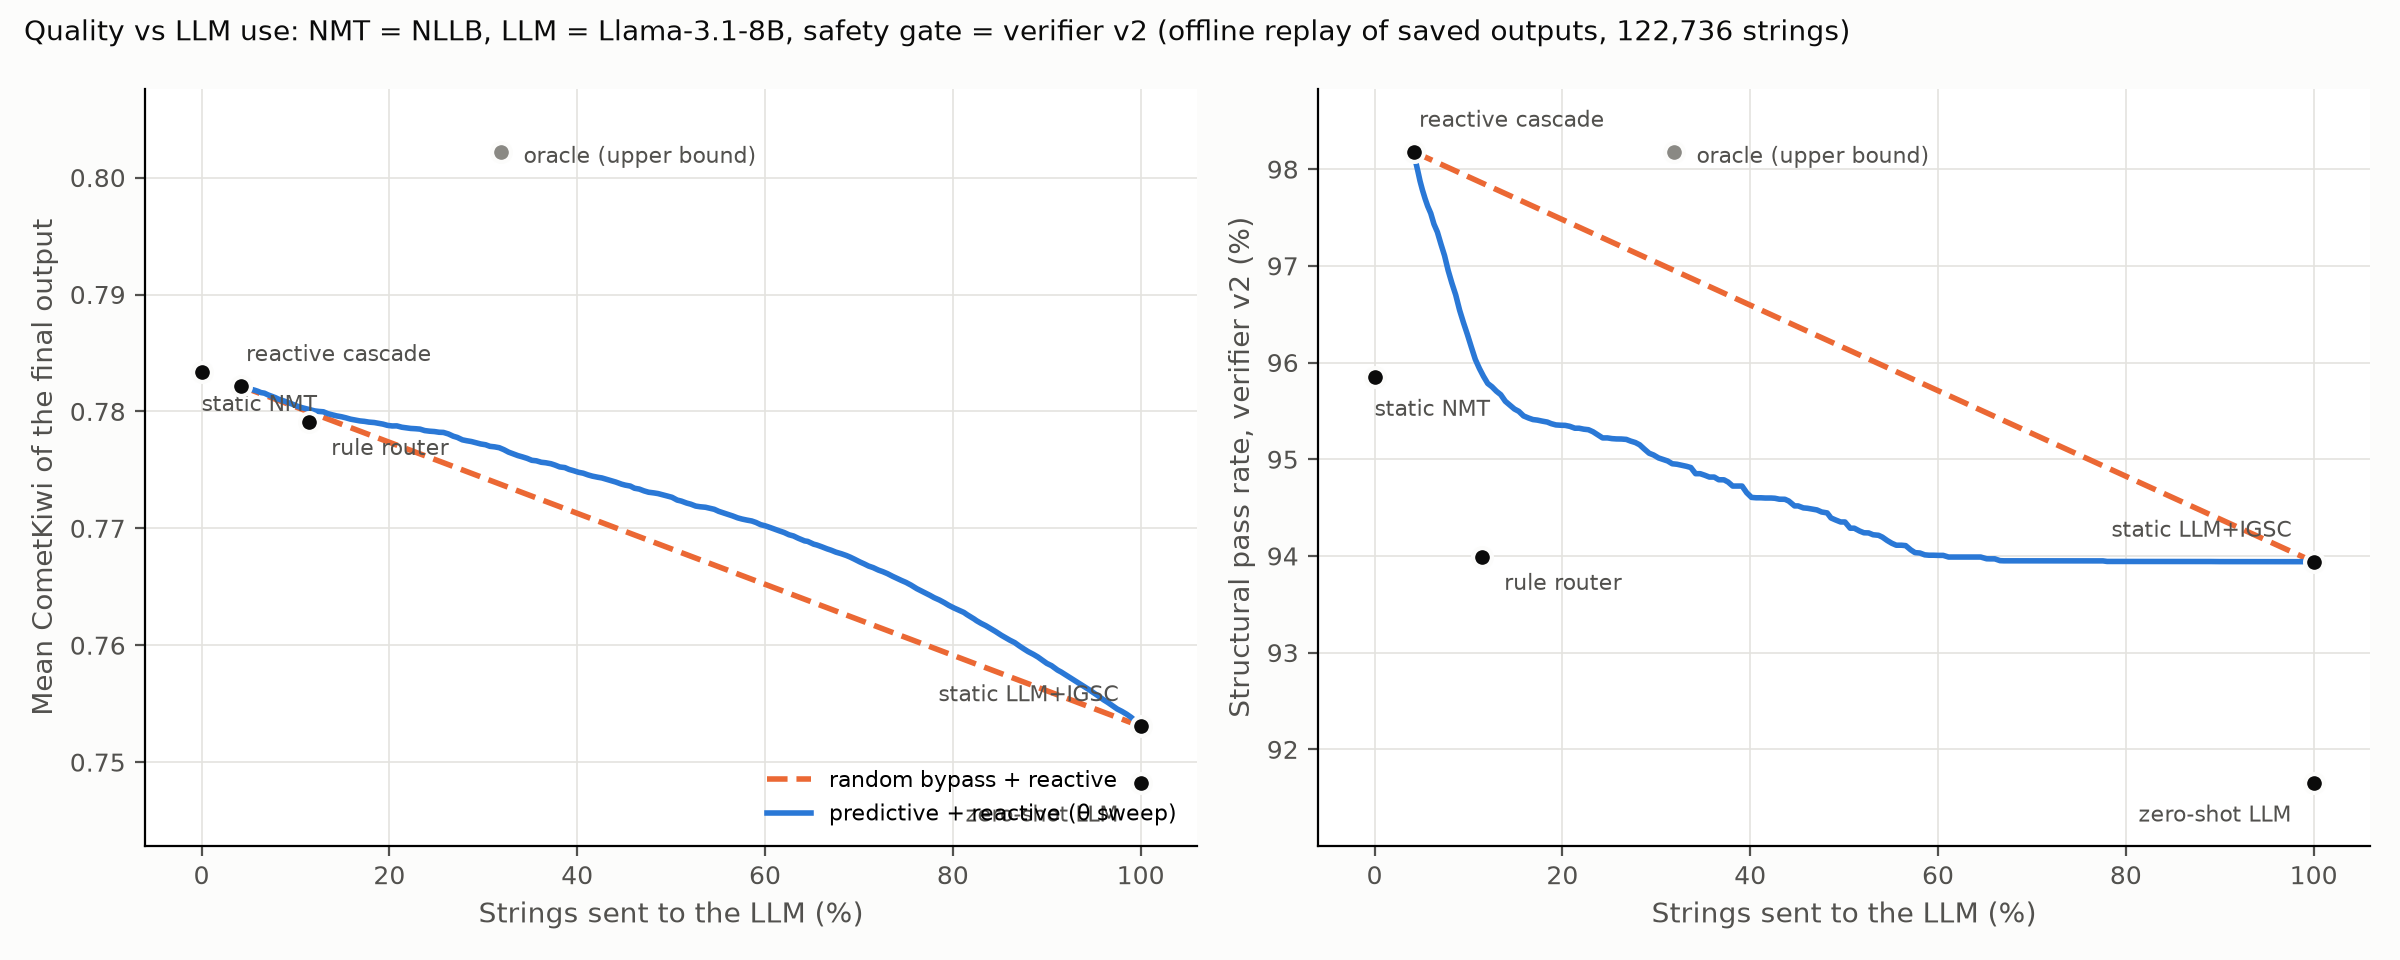 Quality vs LLM use: NMT = NLLB, LLM = Llama-3.1-8B, safety gate = verifier v2 (offline replay of saved outputs, 122,736 strings)
Mean CometKiwi of the final output
0.80
0.79
0.78
0.77
0.76
0.75
oracle (upper bound)
reactive cascade
static NMT
rule router
static LLM+IGSC
random bypass + reactive
predictive + reactive (θ sweep)
zero-shot LLM
0 20 40 60 80 100
Strings sent to the LLM (%)
Structural pass rate, verifier v2 (%)
98
97
96
95
94
93
92
reactive cascade
oracle (upper bound)
static NMT
static LLM+IGSC
rule router
zero-shot LLM
0 20 40 60 80 100
Strings sent to the LLM (%)